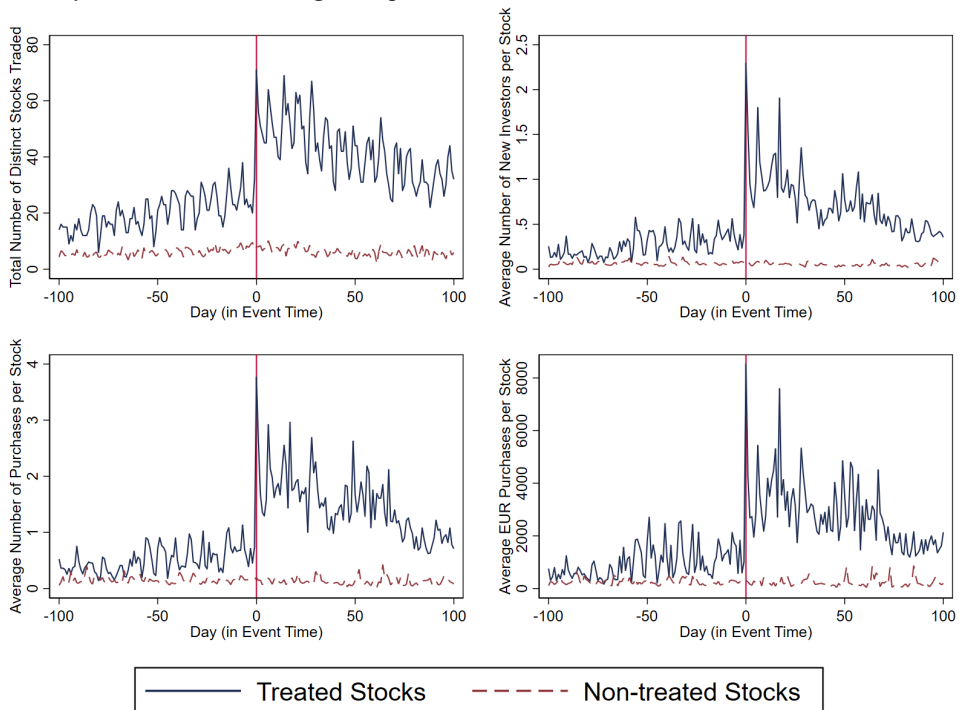 Total Number of Distinct Stocks Traded
80
60
40
20
0
-100 -50 0 50 100
Day (in Event Time)
Average Number of New Investors per Stock
2.5
2
1.5
1
.5
0
-100 -50 0 50 100
Day (in Event Time)
Average Number of Purchases per Stock
4
3
2
1
0
-100 -50 0 50 100
Day (in Event Time)
Average EUR Purchases per Stock
8000
6000
4000
2000
0
-100 -50 0 50 100
Day (in Event Time)
Treated Stocks
Non-treated Stocks